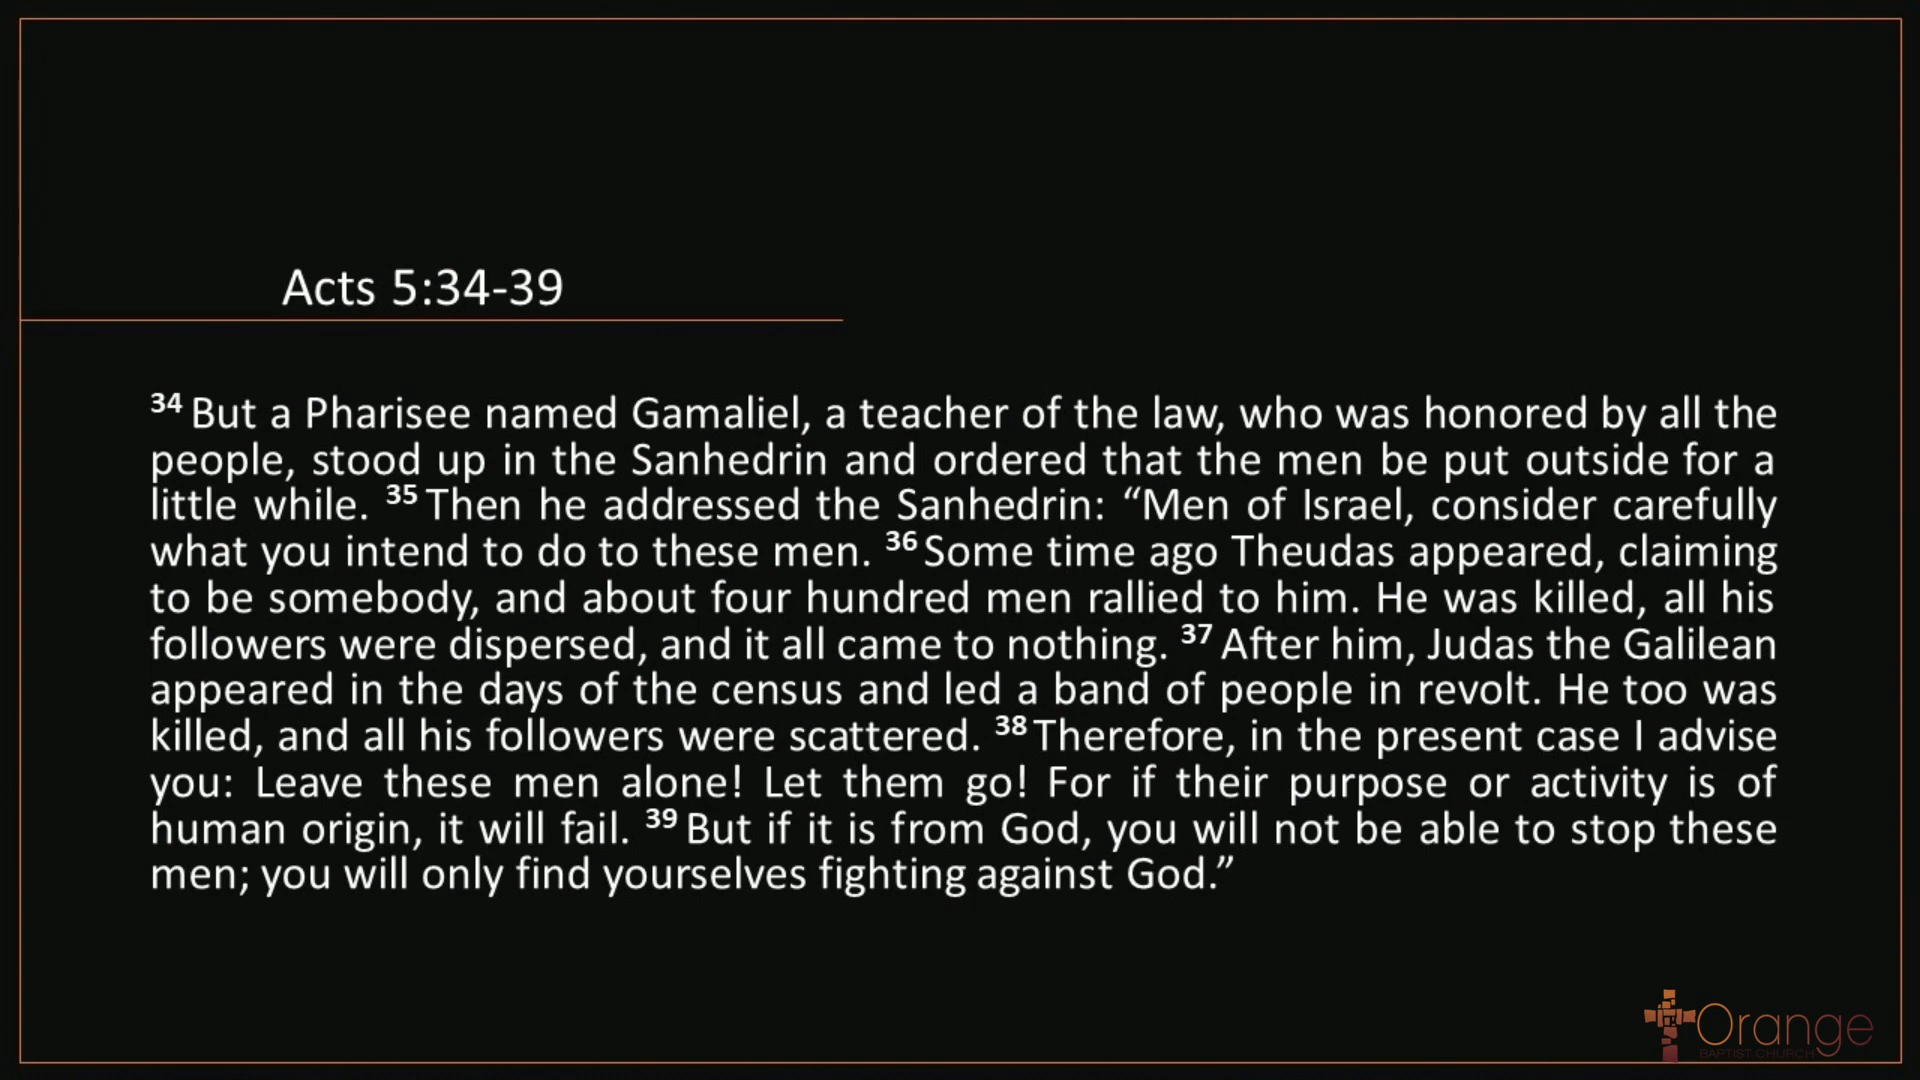 Acts 5:34-39
34 But a Pharisee named Gamaliel, a teacher of the law, who was honored by all the
people, stood up in the Sanhedrin and ordered that the men be put outside for a
little while. 35 Then he addressed the Sanhedrin: “Men of Israel, consider carefully
what you intend to do to these men. 36 Some time ago Theudas appeared, claiming
to be somebody, and about four hundred men rallied to him. He was killed, all his
followers were dispersed, and it all came to nothing. 37 After him, Judas the Galilean
appeared in the days of the census and led a band of people in revolt. He too was
killed, and all his followers were scattered. 38 Therefore, in the present case I advise
you: Leave these men alone! Let them go! For if their purpose or activity is of
human origin, it will fail. 39 But if it is from God, you will not be able to stop these
men; you will only find yourselves fighting against God.”
Orange
BAPTIST CHURCH